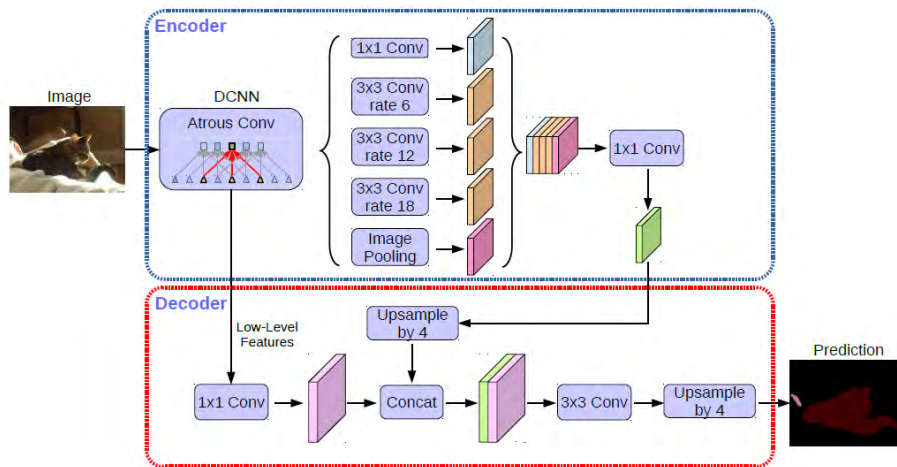 Encoder
Image
DCNN
Atrous Conv
1x1 Conv
3x3 Conv
rate 6
3x3 Conv
rate 12
3x3 Conv
rate 18
Image
Pooling
1x1 Conv
Decoder
Low-Level
Features
Upsample
by 4
1x1 Conv
Concat
3x3 Conv
Upsample
by 4
Prediction